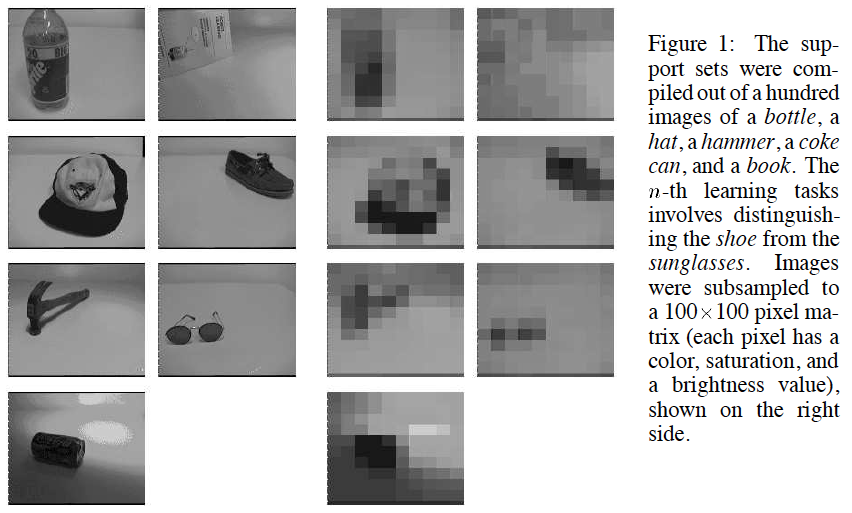 Figure 1: The sup-
port sets were com-
piled out of a hundred
images of a bottle, a
hat, a hammer, a coke
can, and a book. The
n-th learning tasks
involves distinguish-
ing the shoe from the
sunglasses. Images
were subsampled to
a 100×100 pixel ma-
trix (each pixel has a
color, saturation, and
a brightness value),
shown on the right
side.